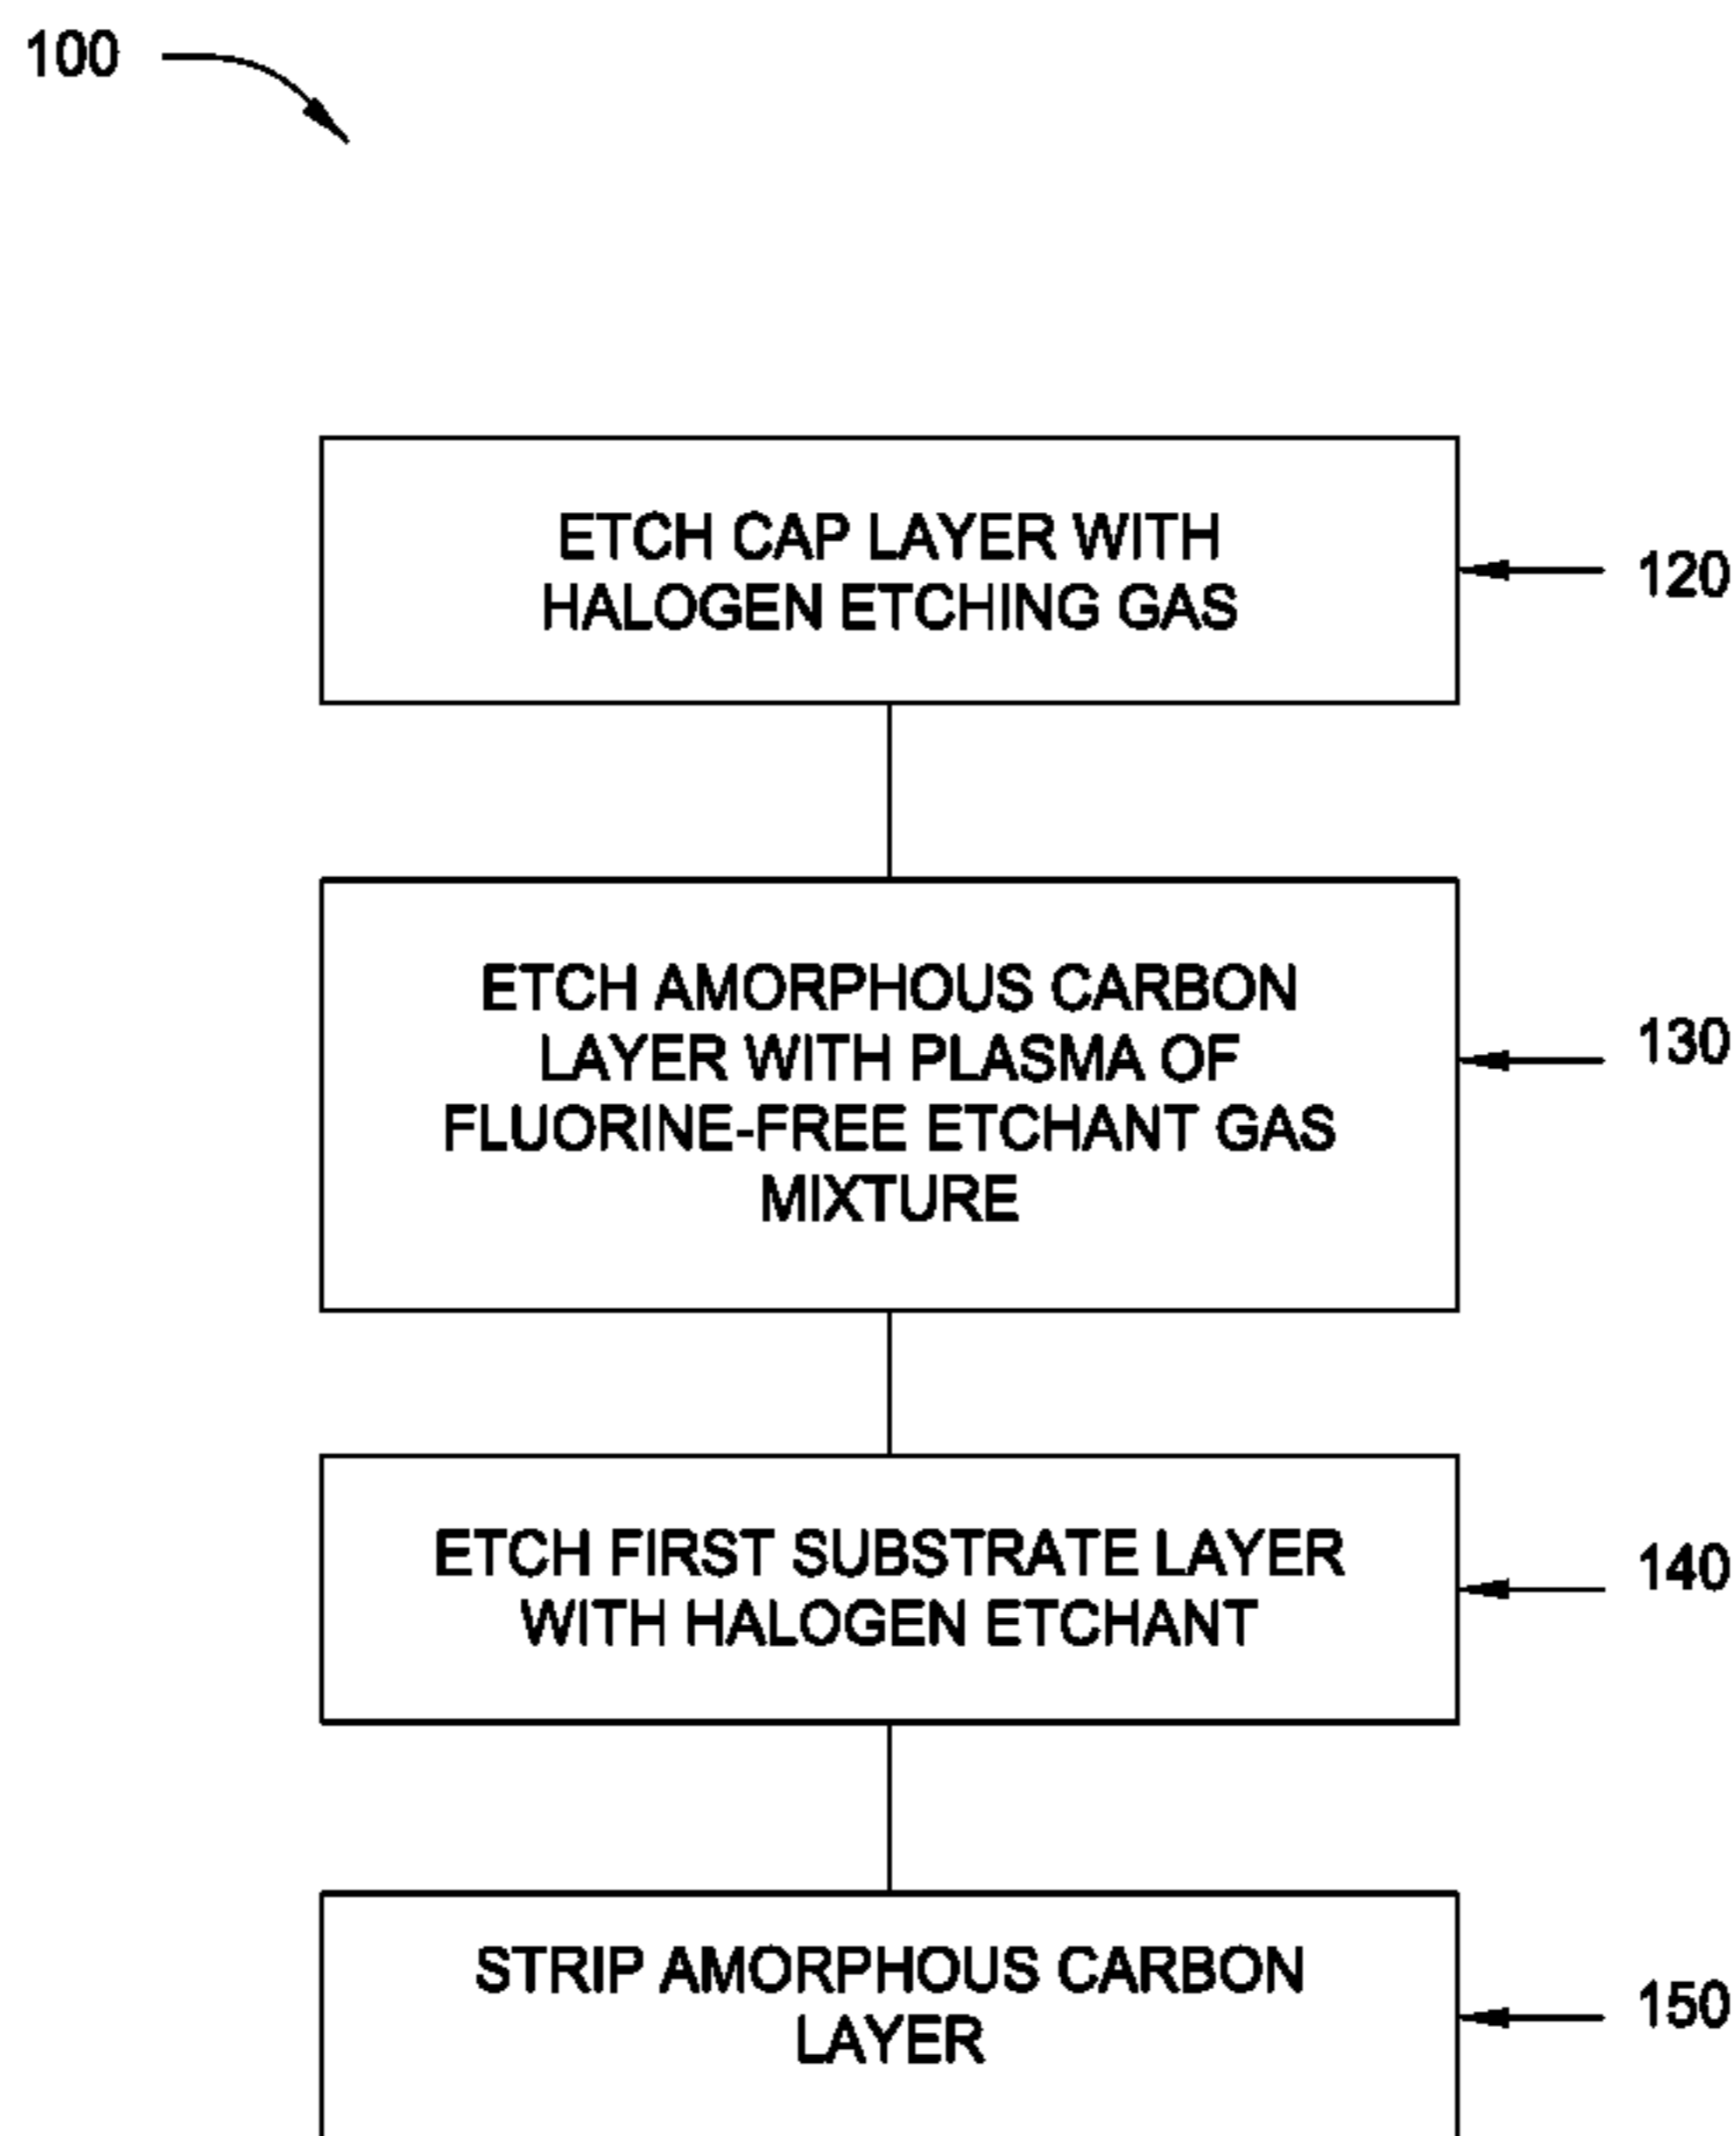 100
ETCH CAP LAYER WITH
HALOGEN ETCHING GAS
120
ETCH AMORPHOUS CARBON
LAYER WITH PLASMA OF
FLUORINE-FREE ETCHANT GAS
MIXTURE
130
ETCH FIRST SUBSTRATE LAYER
WITH HALOGEN ETCHANT
140
STRIP AMORPHOUS CARBON
LAYER
150